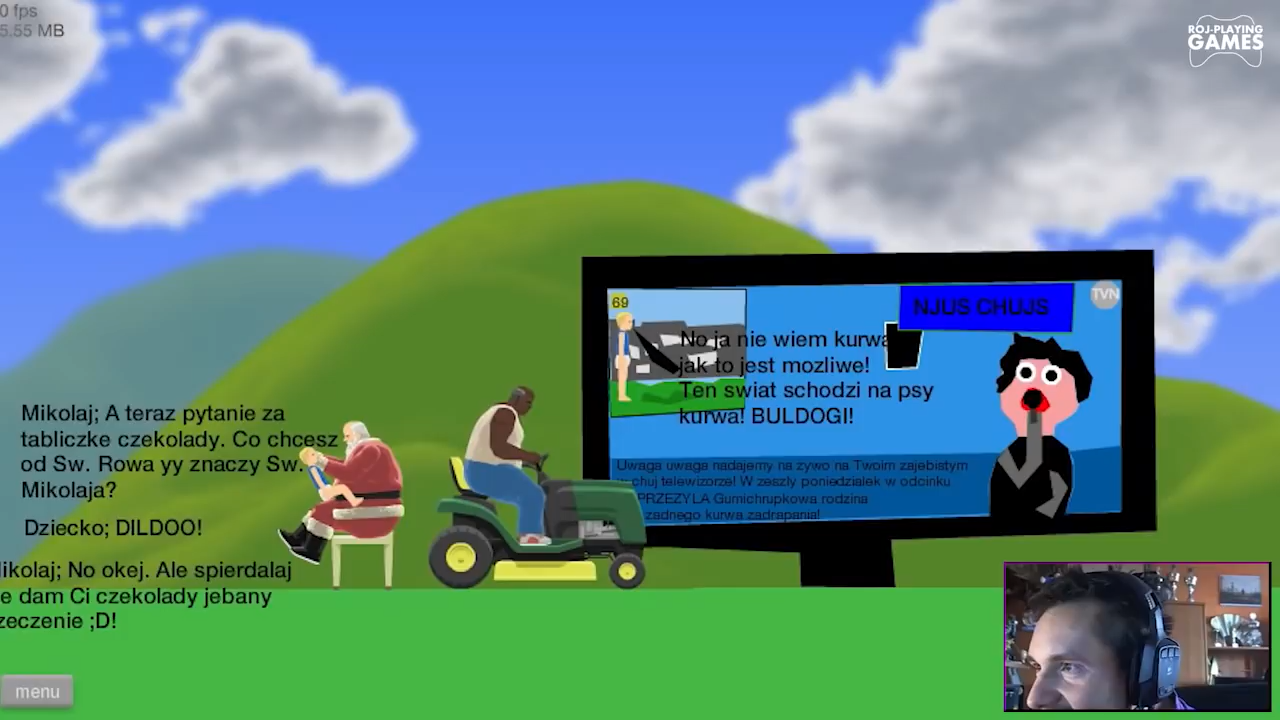 0 fps
5.55 MB
ROJ-PLAYING
GAMES
69
NJUS CHUJS
TVN
No ja nie wiem kurwa
jak to jest mozliwe!
Ten swiat schodzi na psy
kurwa! BULDOGI!
Uwaga uwaga nadajemy na zywo na Twoim zajebistym
chuj telewizorze! W zeszly poniedzialek w odcinku
PRZEZYLA Gumichrupkowa rodzina
zadnego kurwa zadrapania!
Mikolaj; A teraz pytanie za
tabliczke czekolady. Co chcesz
od Sw. Rowa yy znaczy Sw.
Mikolaja?
Dziecko; DILDOO!
ikolaj; No okej. Ale spierdalaj
e dam Ci czekolady jebany
zeczenie ;D!
menu